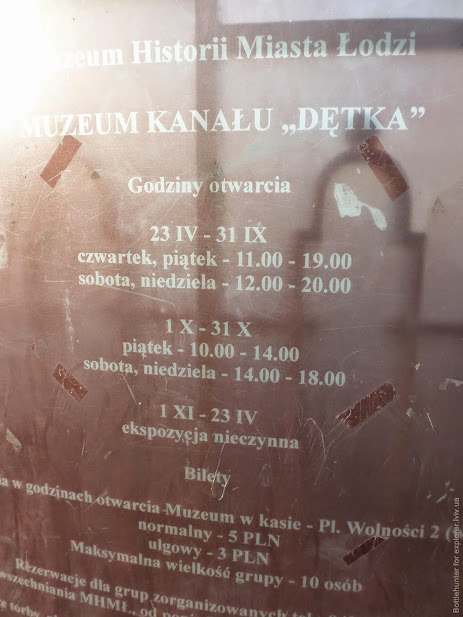 Muzeum Historii Miasta Łodzi
MUZEUM KANAŁU „DĘTKA”
Godziny otwarcia
23 IV - 31 IX
czwartek, piątek - 11.00 - 19.00
sobota, niedziela - 12.00 - 20.00
1 X - 31 X
piątek - 10.00 - 14.00
sobota, niedziela - 14.00 - 18.00
1 XI - 23 IV
ekspozycja nieczynna
Bilety
w godzinach otwarcia Muzeum w kasie - Pl. Wolności 2
normalny - 5 PLN
ulgowy - 3 PLN
Maksymalna wielkość grupy - 10 osób
Rezerwacje dla grup zorganizowanych
MHMŁ, od
torby
Bottlehunter for explorer.lviv.ua